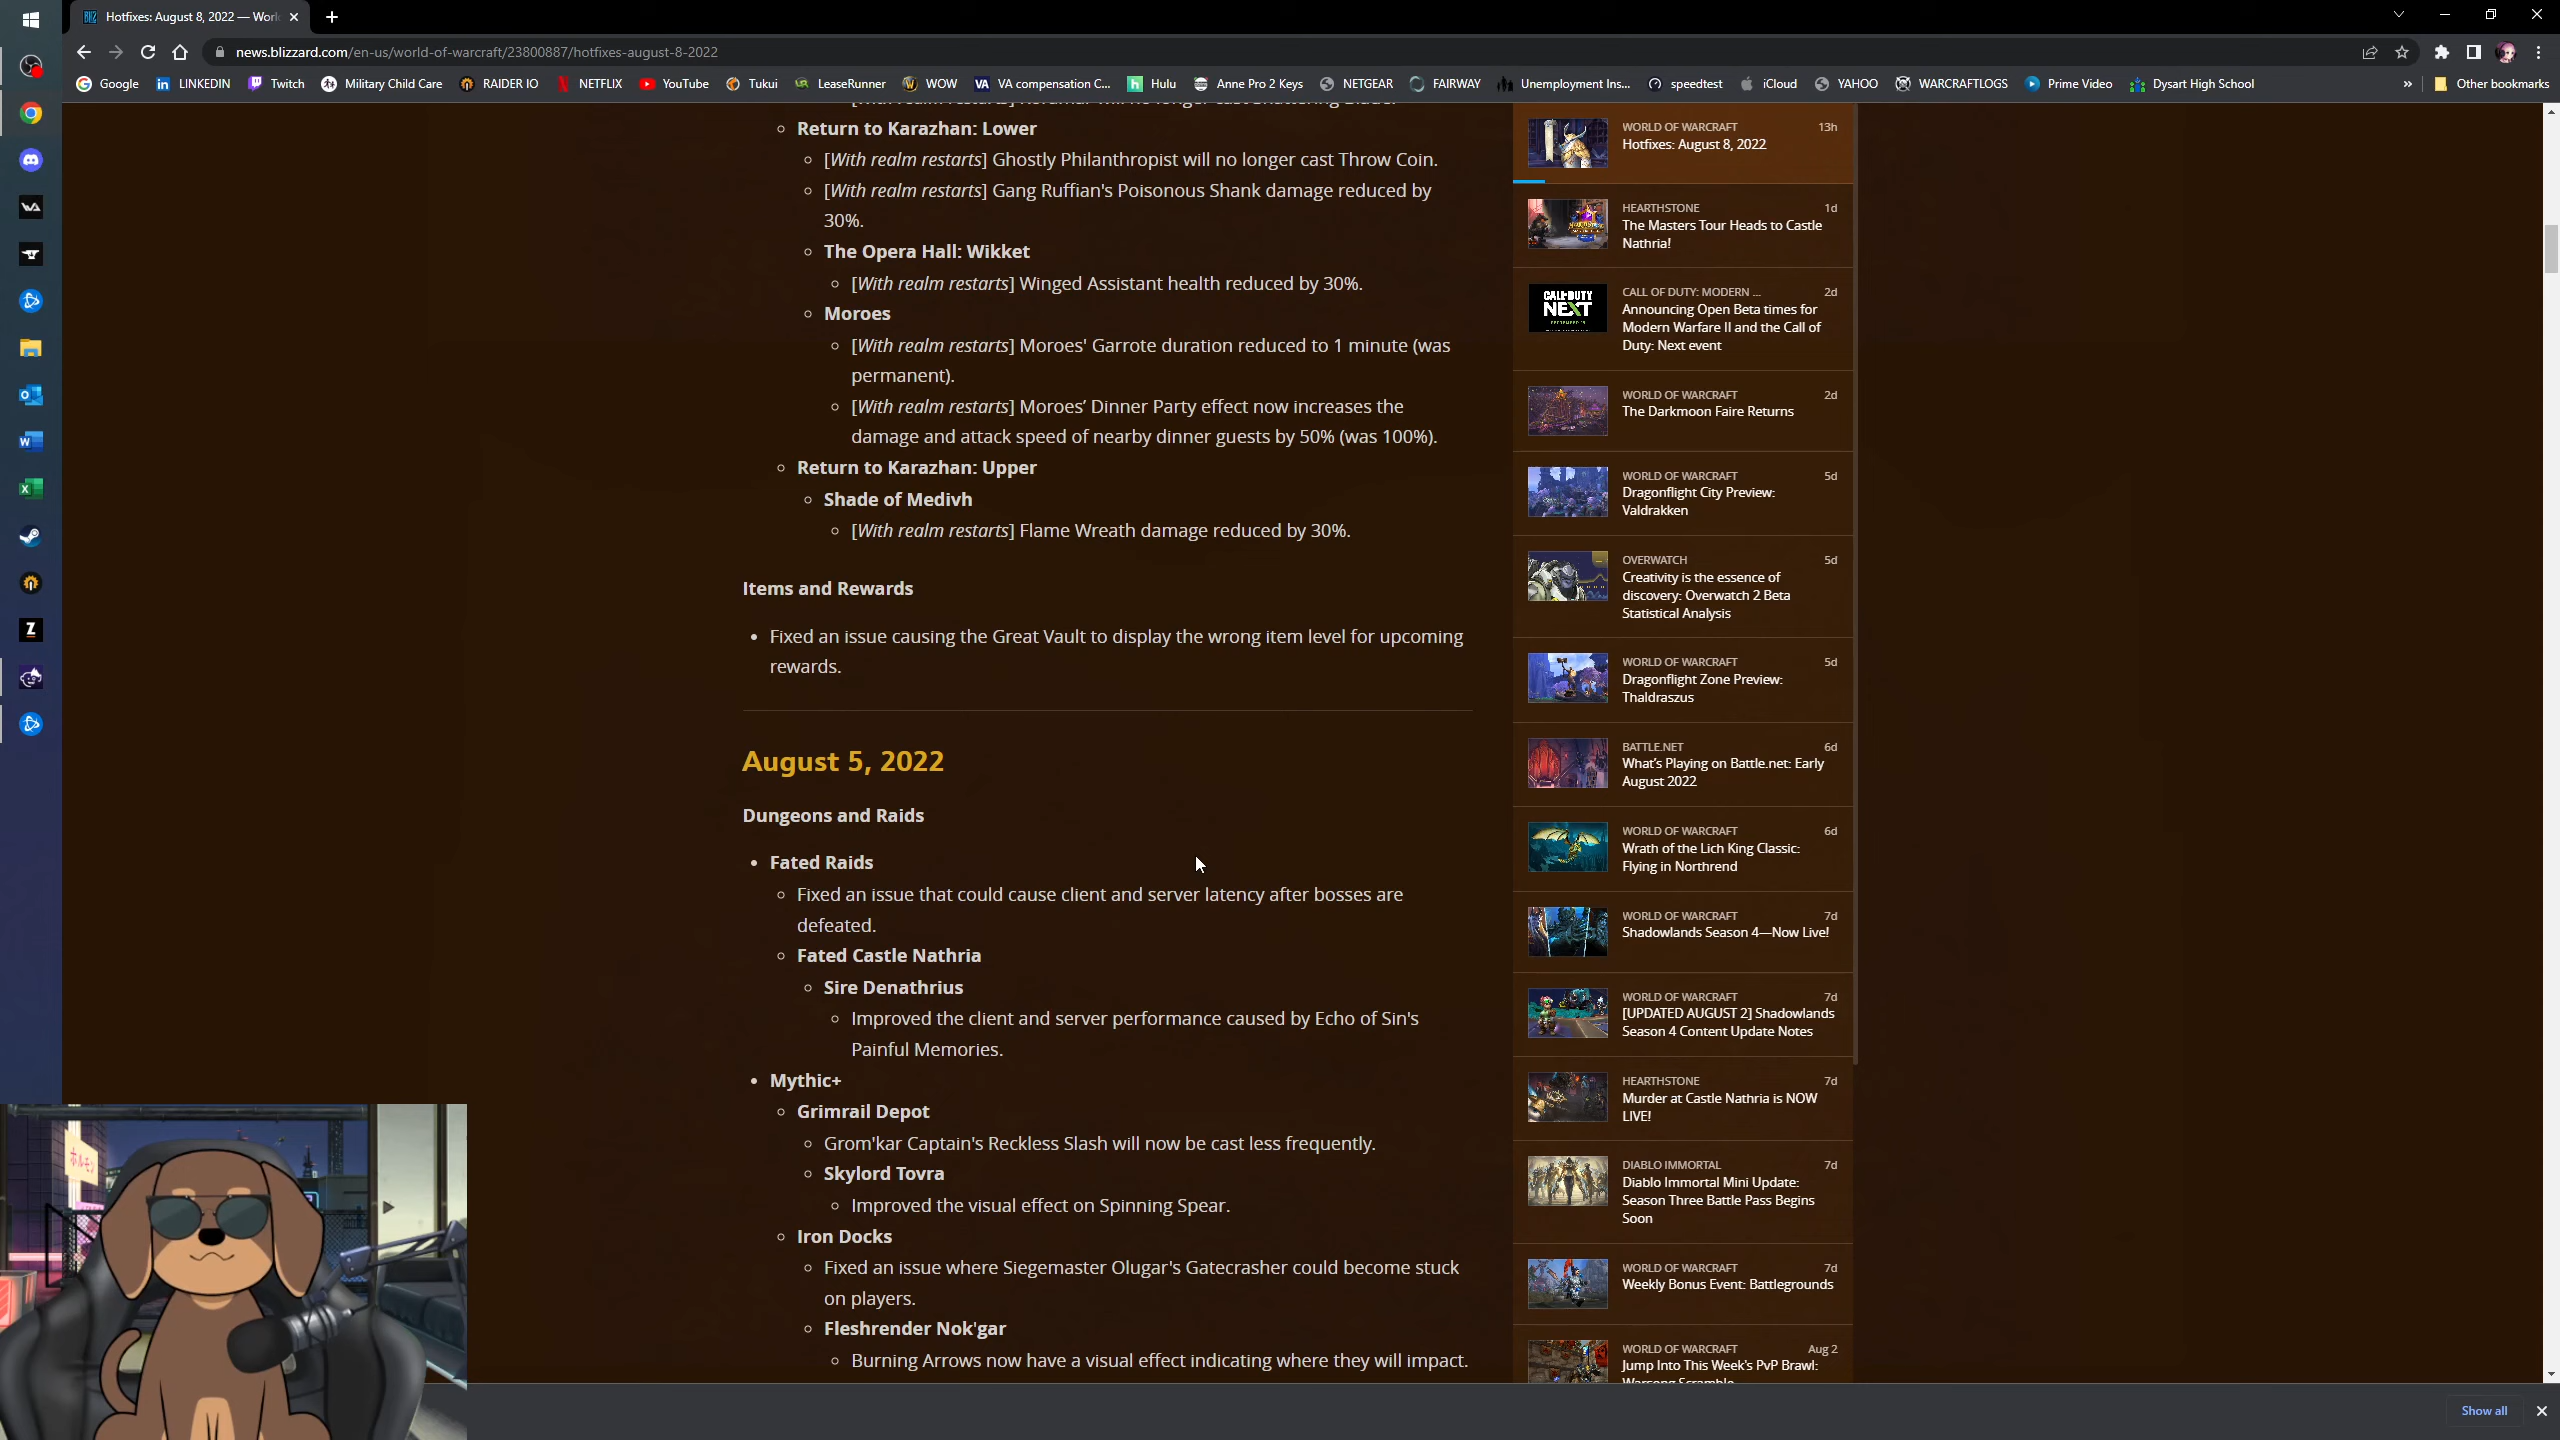 Hotfixes: August 8, 2022 — Worl
news.blizzard.com/en-us/world-of-warcraft/23800887/hotfixes-august-8-2022
Google LINKEDIN Twitch Military Child Care RAIDER IO NETFLIX YouTube Tukui LeaseRunner WOW VA compensation C... Hulu Anne Pro 2 Keys NETGEAR FAIRWAY Unemployment Ins... speedtest iCloud YAHOO WARCRAFTLOGS Prime Video Dysart High School » Other bookmarks
Return to Karazhan: Lower
[With realm restarts] Ghostly Philanthropist will no longer cast Throw Coin.
[With realm restarts] Gang Ruffian's Poisonous Shank damage reduced by
30%.
The Opera Hall: Wikket
[With realm restarts] Winged Assistant health reduced by 30%.
Moroes
[With realm restarts] Moroes' Garrote duration reduced to 1 minute (was
permanent).
[With realm restarts] Moroes’ Dinner Party effect now increases the
damage and attack speed of nearby dinner guests by 50% (was 100%).
Return to Karazhan: Upper
Shade of Medivh
[With realm restarts] Flame Wreath damage reduced by 30%.
Items and Rewards
Fixed an issue causing the Great Vault to display the wrong item level for upcoming
rewards.
August 5, 2022
Dungeons and Raids
Fated Raids
Fixed an issue that could cause client and server latency after bosses are
defeated.
Fated Castle Nathria
Sire Denathrius
Improved the client and server performance caused by Echo of Sin's
Painful Memories.
Mythic+
Grimrail Depot
Grom'kar Captain's Reckless Slash will now be cast less frequently.
Skylord Tovra
Improved the visual effect on Spinning Spear.
Iron Docks
Fixed an issue where Siegemaster Olugar's Gatecrasher could become stuck
on players.
Fleshrender Nok'gar
Burning Arrows now have a visual effect indicating where they will impact.
WORLD OF WARCRAFT 13h
Hotfixes: August 8, 2022
HEARTHSTONE 1d
The Masters Tour Heads to Castle
Nathria!
CALL OF DUTY: MODERN ... 2d
Announcing Open Beta times for
Modern Warfare II and the Call of
Duty: Next event
CALL·DUTY
NEXT
WORLD OF WARCRAFT 2d
The Darkmoon Faire Returns
WORLD OF WARCRAFT 5d
Dragonflight City Preview:
Valdrakken
OVERWATCH 5d
Creativity is the essence of
discovery: Overwatch 2 Beta
Statistical Analysis
WORLD OF WARCRAFT 5d
Dragonflight Zone Preview:
Thaldraszus
BATTLE.NET 6d
What’s Playing on Battle.net: Early
August 2022
WORLD OF WARCRAFT 6d
Wrath of the Lich King Classic:
Flying in Northrend
WORLD OF WARCRAFT 7d
Shadowlands Season 4—Now Live!
WORLD OF WARCRAFT 7d
[UPDATED AUGUST 2] Shadowlands
Season 4 Content Update Notes
HEARTHSTONE 7d
Murder at Castle Nathria is NOW
LIVE!
DIABLO IMMORTAL 7d
Diablo Immortal Mini Update:
Season Three Battle Pass Begins
Soon
WORLD OF WARCRAFT 7d
Weekly Bonus Event: Battlegrounds
WORLD OF WARCRAFT Aug 2
Jump Into This Week's PvP Brawl:
ホルモン
Show all